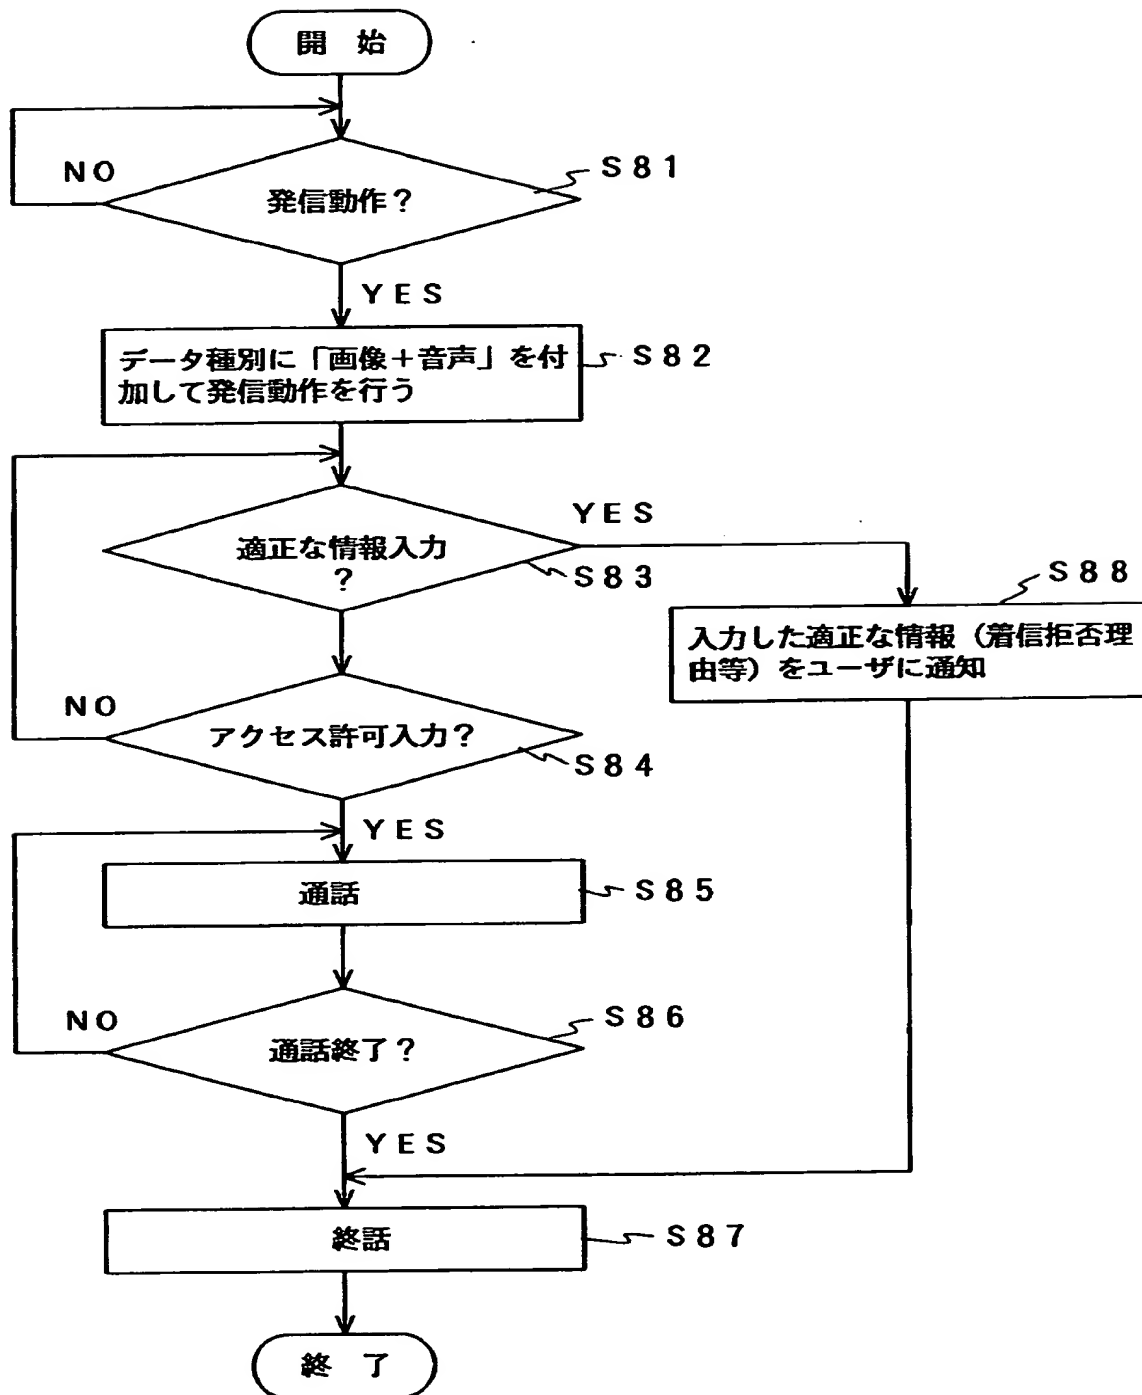 開 始
NO
発信動作？
S81
YES
データ種別に「画像＋音声」を付
加して発信動作を行う
S82
YES
適正な情報入力
？
S83
S88
入力した適正な情報（着信拒否理
由等）をユーザに通知
NO
アクセス許可入力？
S84
YES
通話
S85
NO
通話終了？
S86
YES
終話
S87
終 了